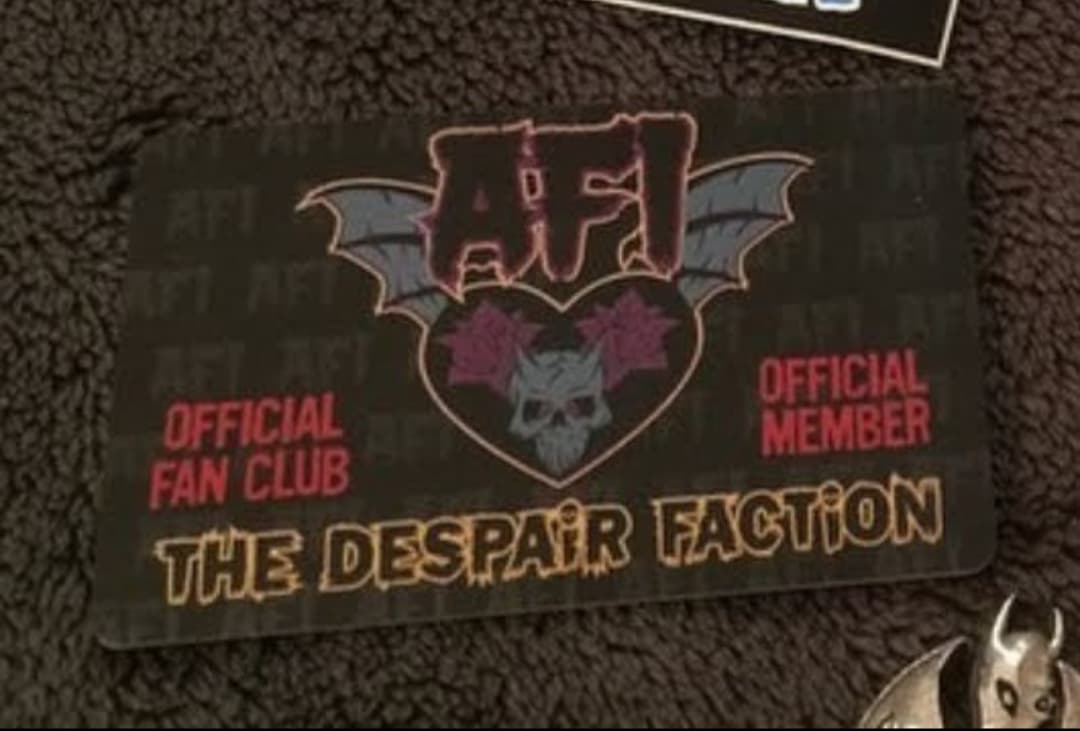 AFI
OFFICIAL
FAN CLUB
OFFICIAL
MEMBER
THE DESPAIR FACTION